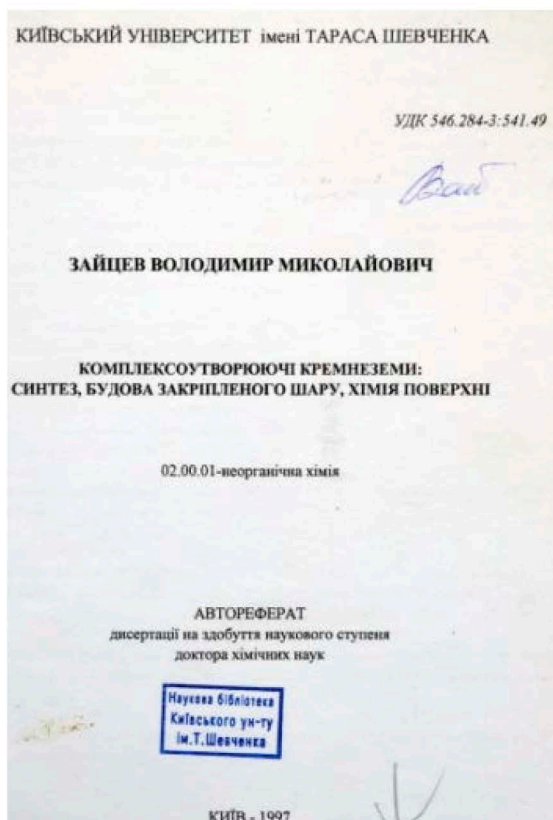 КИЇВСЬКИЙ УНІВЕРСИТЕТ імені ТАРАСА ШЕВЧЕНКА
УДК 546.284-3:541.49
ЗАЙЦЕВ ВОЛОДИМИР МИКОЛАЙОВИЧ
КОМПЛЕКСОУТВОРЮЮЧІ КРЕМНЕЗЕМИ:
СИНТЕЗ, БУДОВА ЗАКРІПЛЕНОГО ШАРУ, ХІМІЯ ПОВЕРХНІ
02.00.01-неорганічна хімія
АВТОРЕФЕРАТ
дисертації на здобуття наукового ступеня
доктора хімічних наук
Наукова бібліотека
Київського ун-ту
ім.Т.Шевченка
КИЇВ - 1997